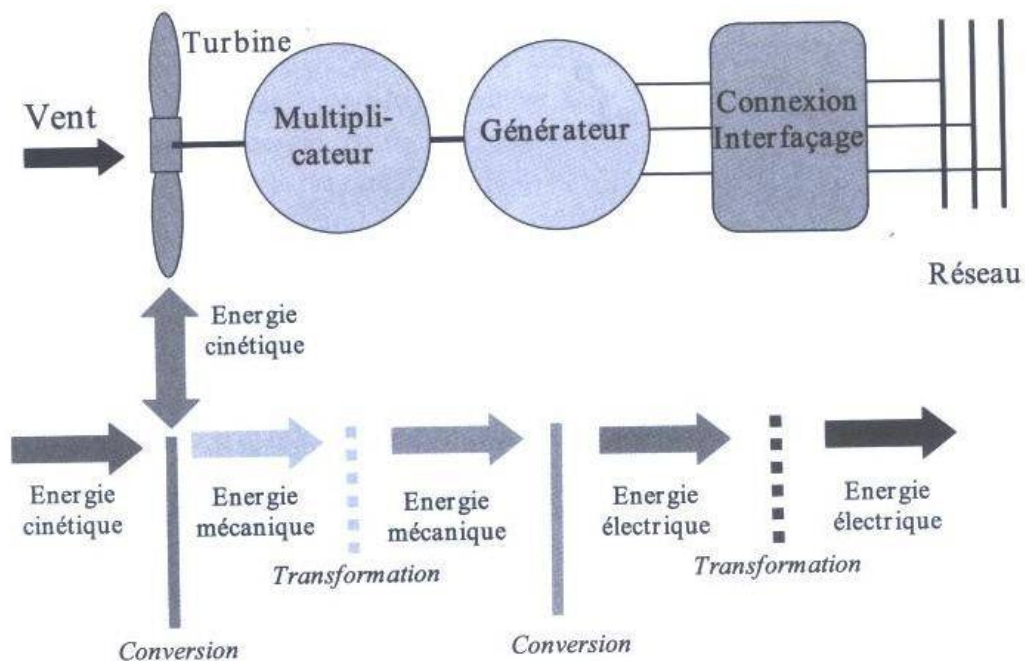 Turbine
Vent
Multipli-
cateur
Générateur
Connexion
Interfaçage
Réseau
Energie
cinétique
Energie
cinétique
Energie
mécanique
Energie
mécanique
Energie
électrique
Energie
électrique
Transformation
Transformation
Conversion
Conversion